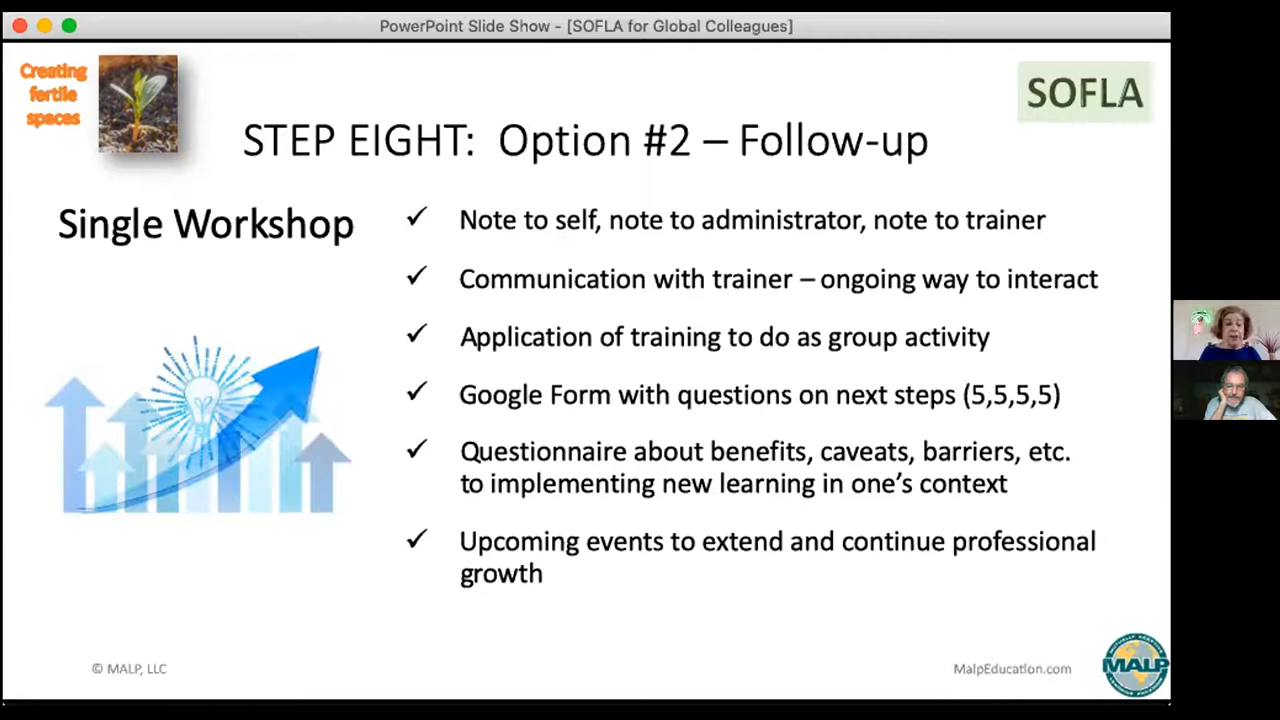 PowerPoint Slide Show - [SOFLA for Global Colleagues]
Creating
fertile
spaces
SOFLA
STEP EIGHT: Option #2 – Follow-up
Single Workshop
✓ Note to self, note to administrator, note to trainer
✓ Communication with trainer – ongoing way to interact
✓ Application of training to do as group activity
✓ Google Form with questions on next steps (5,5,5,5)
✓ Questionnaire about benefits, caveats, barriers, etc.
to implementing new learning in one’s context
✓ Upcoming events to extend and continue professional
growth
© MALP, LLC
MalpEducation.com
MALP